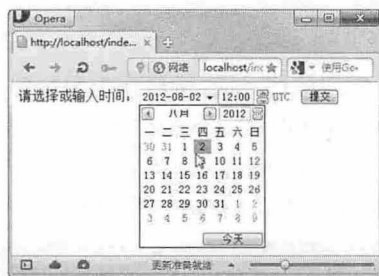 Opera
http://localhost/inde...
网络 localhost/in 使用Go
请选择或输入时间: 2012-08-02 12:00 UTC 提交
八月 2012
一 二 三 四 五 六 日
30 31 1 2 3 4 5
6 7 8 9 10 11 12
13 14 15 16 17 18 19
20 21 22 23 24 25 26
27 28 29 30 31 1 2
3 4 5 6 7 8 9
今天
更新准备就绪